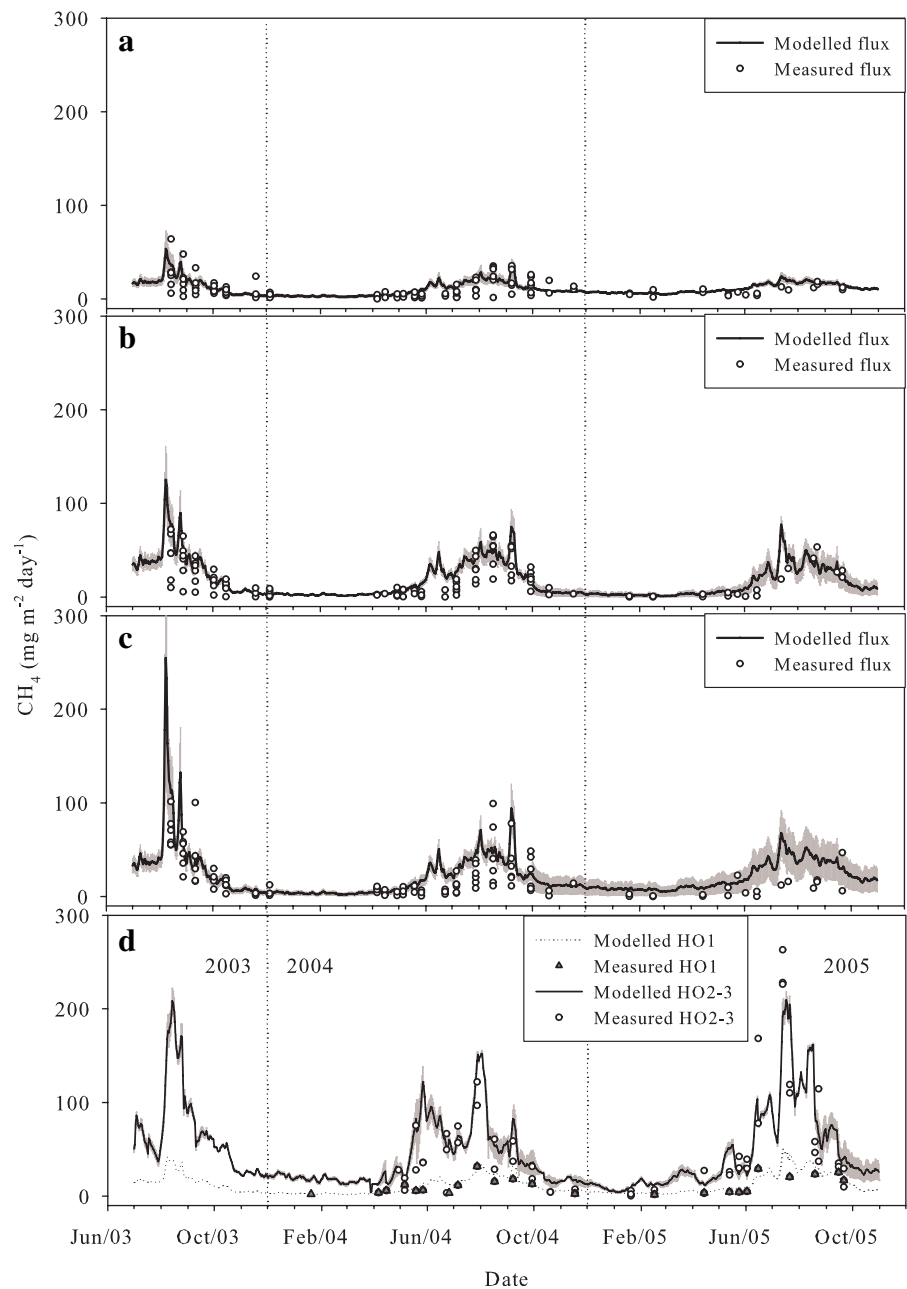 300
a
Modelled flux
Measured flux
200
100
0
300
b
Modelled flux
Measured flux
200
100
0
300
c
Modelled flux
Measured flux
200
100
0
300
d
Modelled HO1
Measured HO1
Modelled HO2-3
Measured HO2-3
2003
2004
2005
200
100
0
CH4 (mg m-2 day-1)
Jun/03 Oct/03 Feb/04 Jun/04 Oct/04 Feb/05 Jun/05 Oct/05
Date